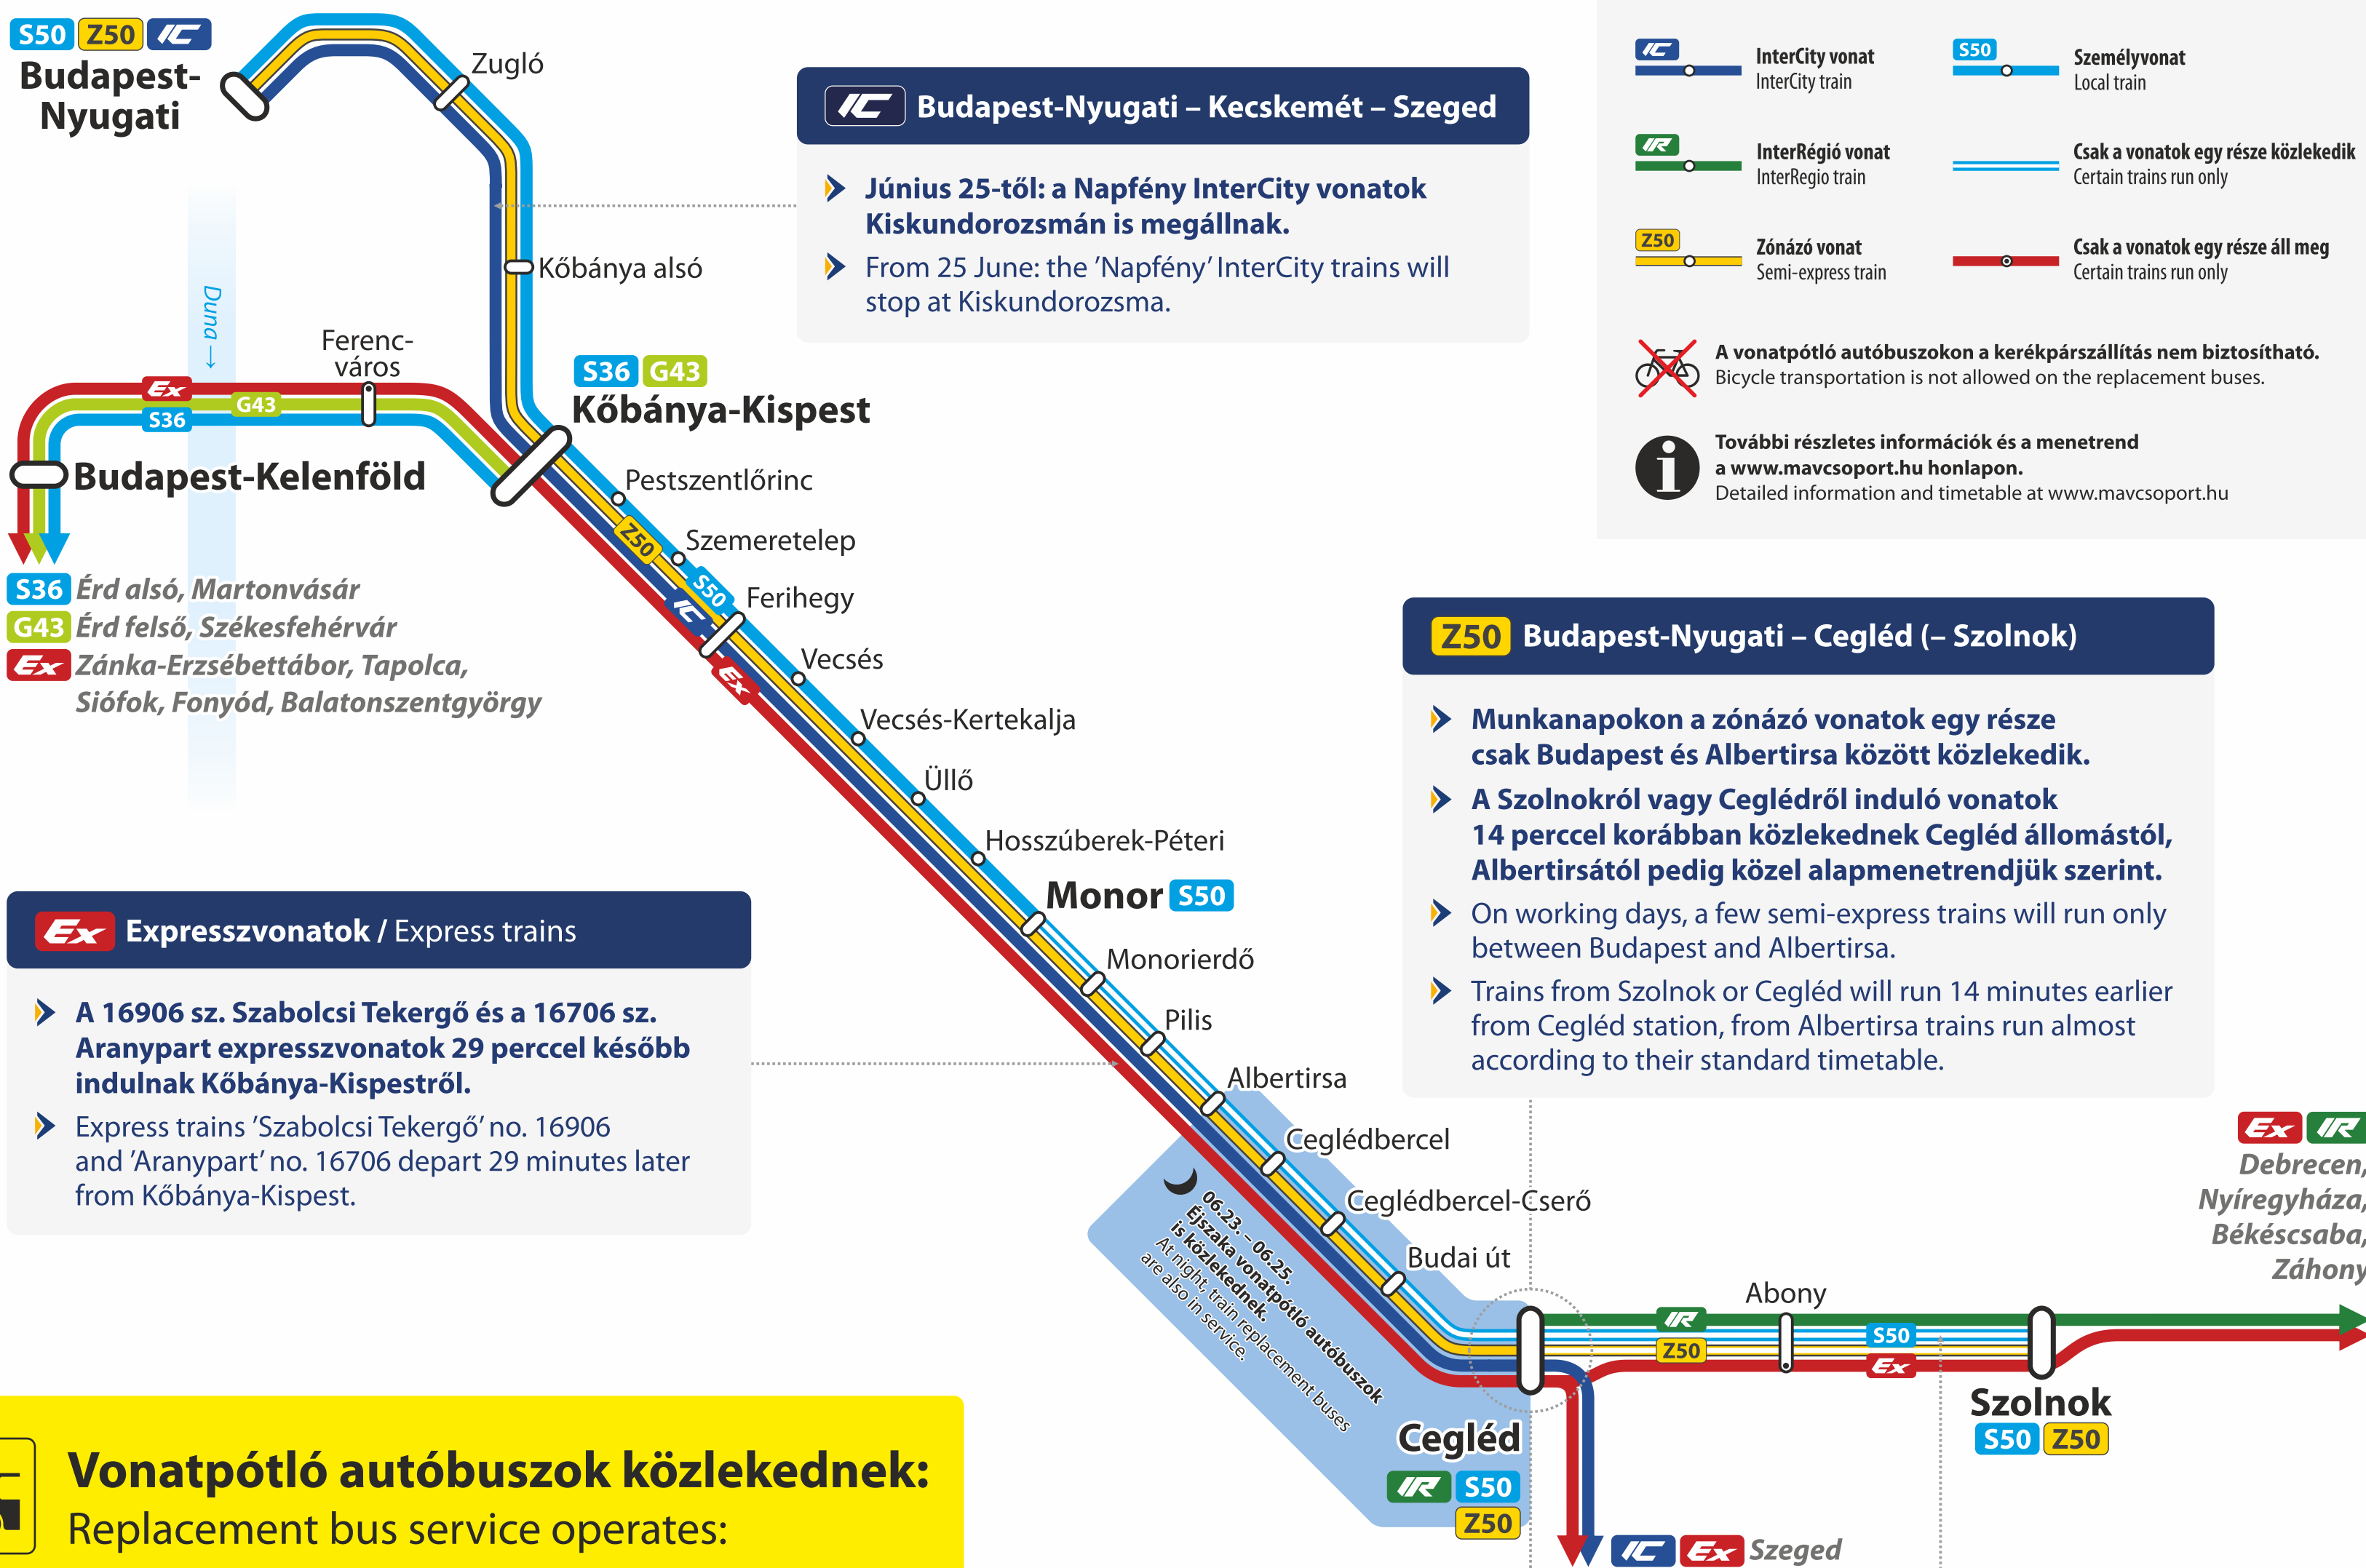 S50 Z50 IC
Budapest-
Nyugati
Zugló
IC Budapest-Nyugati – Kecskemét – Szeged
Június 25-től: a Napfény InterCity vonatok
Kiskundorozsmán is megállnak.
From 25 June: the ’Napfény’ InterCity trains will
stop at Kiskundorozsma.
IC InterCity vonat
InterCity train
S50 Személyvonat
Local train
IR InterRégió vonat
InterRegio train
Csak a vonatok egy része közlekedik
Certain trains run only
Z50 Zónázó vonat
Semi-express train
Csak a vonatok egy része áll meg
Certain trains run only
A vonatpótló autóbuszokon a kerékpárszállítás nem biztosítható.
Bicycle transportation is not allowed on the replacement buses.
i
További részletes információk és a menetrend
a www.mavcsoport.hu honlapon.
Detailed information and timetable at www.mavcsoport.hu
Kőbánya alsó
Duna →
Ferenc-
város
Ex
G43
S36
S36 G43
Kőbánya-Kispest
Budapest-Kelenföld
S36 Érd alsó, Martonvásár
G43 Érd felső, Székesfehérvár
Ex Zánka-Erzsébettábor, Tapolca,
Siófok, Fonyód, Balatonszentgyörgy
Pestszentlőrinc
Z50
Szemeretelep
S50
IC
Ferihegy
Ex
Vecsés
Vecsés-Kertekalja
Üllő
Hosszúberek-Péteri
Monor S50
Monorierdő
Pilis
Albertirsa
Ceglédbercel
Ceglédbercel-Cserő
Budai út
Z50 Budapest-Nyugati – Cegléd (– Szolnok)
Munkanapokon a zónázó vonatok egy része
csak Budapest és Albertirsa között közlekedik.
A Szolnokról vagy Ceglédről induló vonatok
14 perccel korábban közlekednek Cegléd állomástól,
Albertirsától pedig közel alapmenetrendjük szerint.
On working days, a few semi-express trains will run only
between Budapest and Albertirsa.
Trains from Szolnok or Cegléd will run 14 minutes earlier
from Cegléd station, from Albertirsa trains run almost
according to their standard timetable.
Ex Expresszvonatok / Express trains
A 16906 sz. Szabolcsi Tekergő és a 16706 sz.
Aranypart expresszvonatok 29 perccel később
indulnak Kőbánya-Kispestről.
Express trains ’Szabolcsi Tekergő’ no. 16906
and ’Aranypart’ no. 16706 depart 29 minutes later
from Kőbánya-Kispest.
06.23. – 06.25.
Éjszaka vonatpótló autóbuszok
is közlekednek.
At night, train replacement buses
are also in service.
Ex IR
Debrecen,
Nyíregyháza,
Békéscsaba,
Záhony
Abony
IR
S50
Z50
Ex
Cegléd
IR S50
Z50
Szolnok
S50 Z50
IC Ex Szeged
Vonatpótló autóbuszok közlekednek:
Replacement bus service operates: